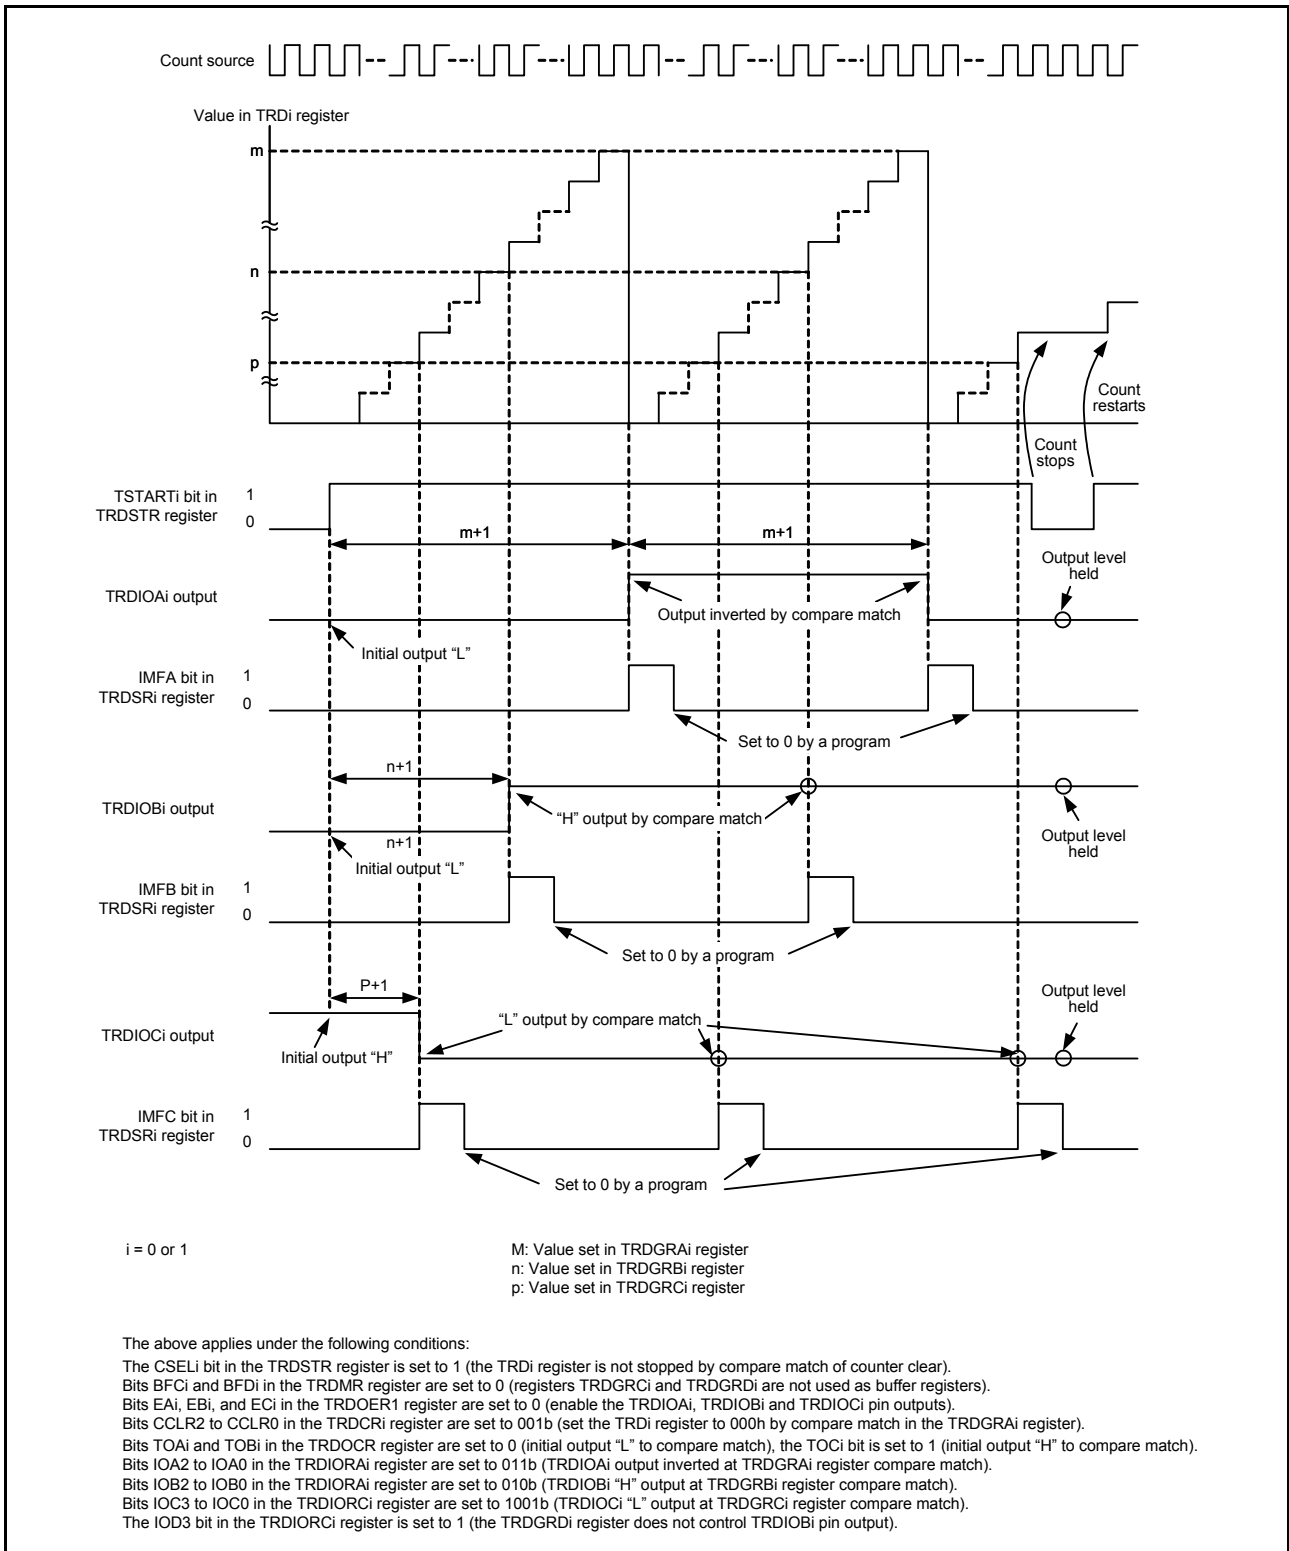 Count source
Value in TRDi register
m
n
p
Count
restarts
Count
stops
TSTARTi bit in
TRDSTR register
1
0
m+1
m+1
Output level
held
TRDIOAi output
Output inverted by compare match
Initial output “L”
IMFA bit in
TRDSRi register
1
0
Set to 0 by a program
n+1
TRDIOBi output
“H” output by compare match
n+1
Initial output “L”
Output level
held
IMFB bit in
TRDSRi register
1
0
Set to 0 by a program
P+1
Output level
held
TRDIOCi output
“L” output by compare match
Initial output “H”
IMFC bit in
TRDSRi register
1
0
Set to 0 by a program
i = 0 or 1
M: Value set in TRDGRAi register
n: Value set in TRDGRBi register
p: Value set in TRDGRCi register
The above applies under the following conditions:
The CSELi bit in the TRDSTR register is set to 1 (the TRDi register is not stopped by compare match of counter clear).
Bits BFCi and BFDi in the TRDMR register are set to 0 (registers TRDGRCi and TRDGRDi are not used as buffer registers).
Bits EAi, EBi, and ECi in the TRDOER1 register are set to 0 (enable the TRDIOAi, TRDIOBi and TRDIOCi pin outputs).
Bits CCLR2 to CCLR0 in the TRDCRi register are set to 001b (set the TRDi register to 000h by compare match in the TRDGRAi register).
Bits TOAi and TOBi in the TRDOCR register are set to 0 (initial output “L” to compare match), the TOCi bit is set to 1 (initial output “H” to compare match).
Bits IOA2 to IOA0 in the TRDIORAi register are set to 011b (TRDIOAi output inverted at TRDGRAi register compare match).
Bits IOB2 to IOB0 in the TRDIORAi register are set to 010b (TRDIOBi “H” output at TRDGRBi register compare match).
Bits IOC3 to IOC0 in the TRDIORCi register are set to 1001b (TRDIOCi “L” output at TRDGRCi register compare match).
The IOD3 bit in the TRDIORCi register is set to 1 (the TRDGRDi register does not control TRDIOBi pin output).